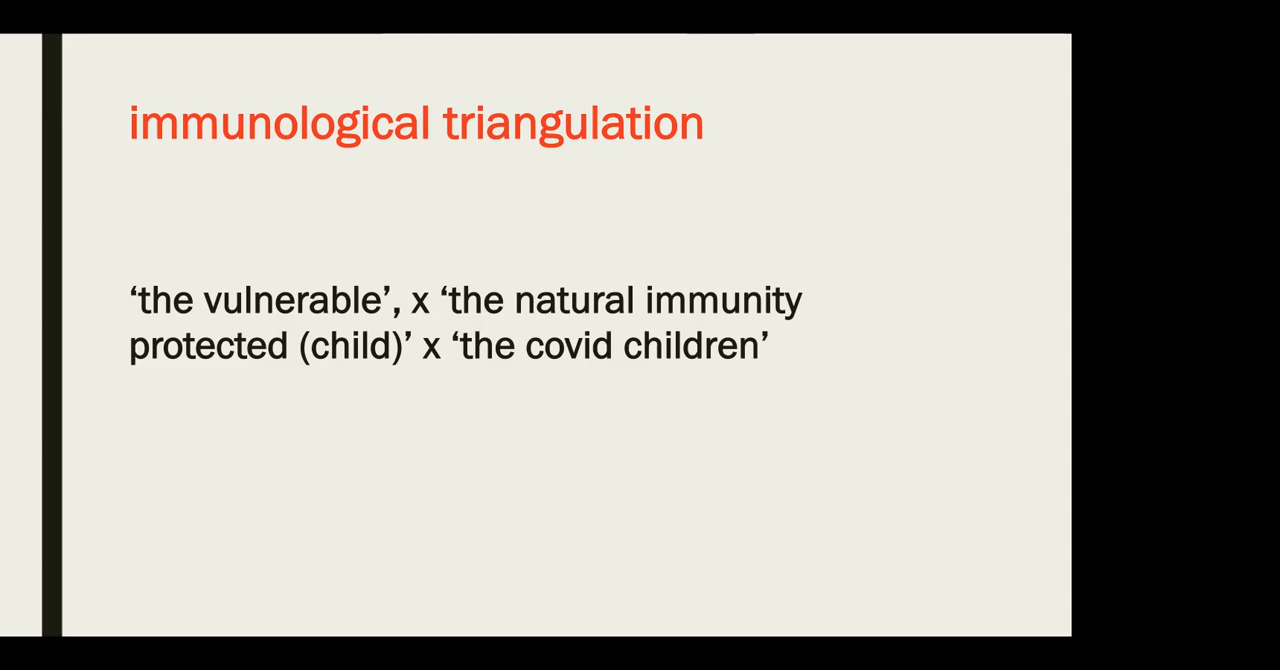 immunological triangulation
‘the vulnerable’, x ‘the natural immunity
protected (child)’ x ‘the covid children’